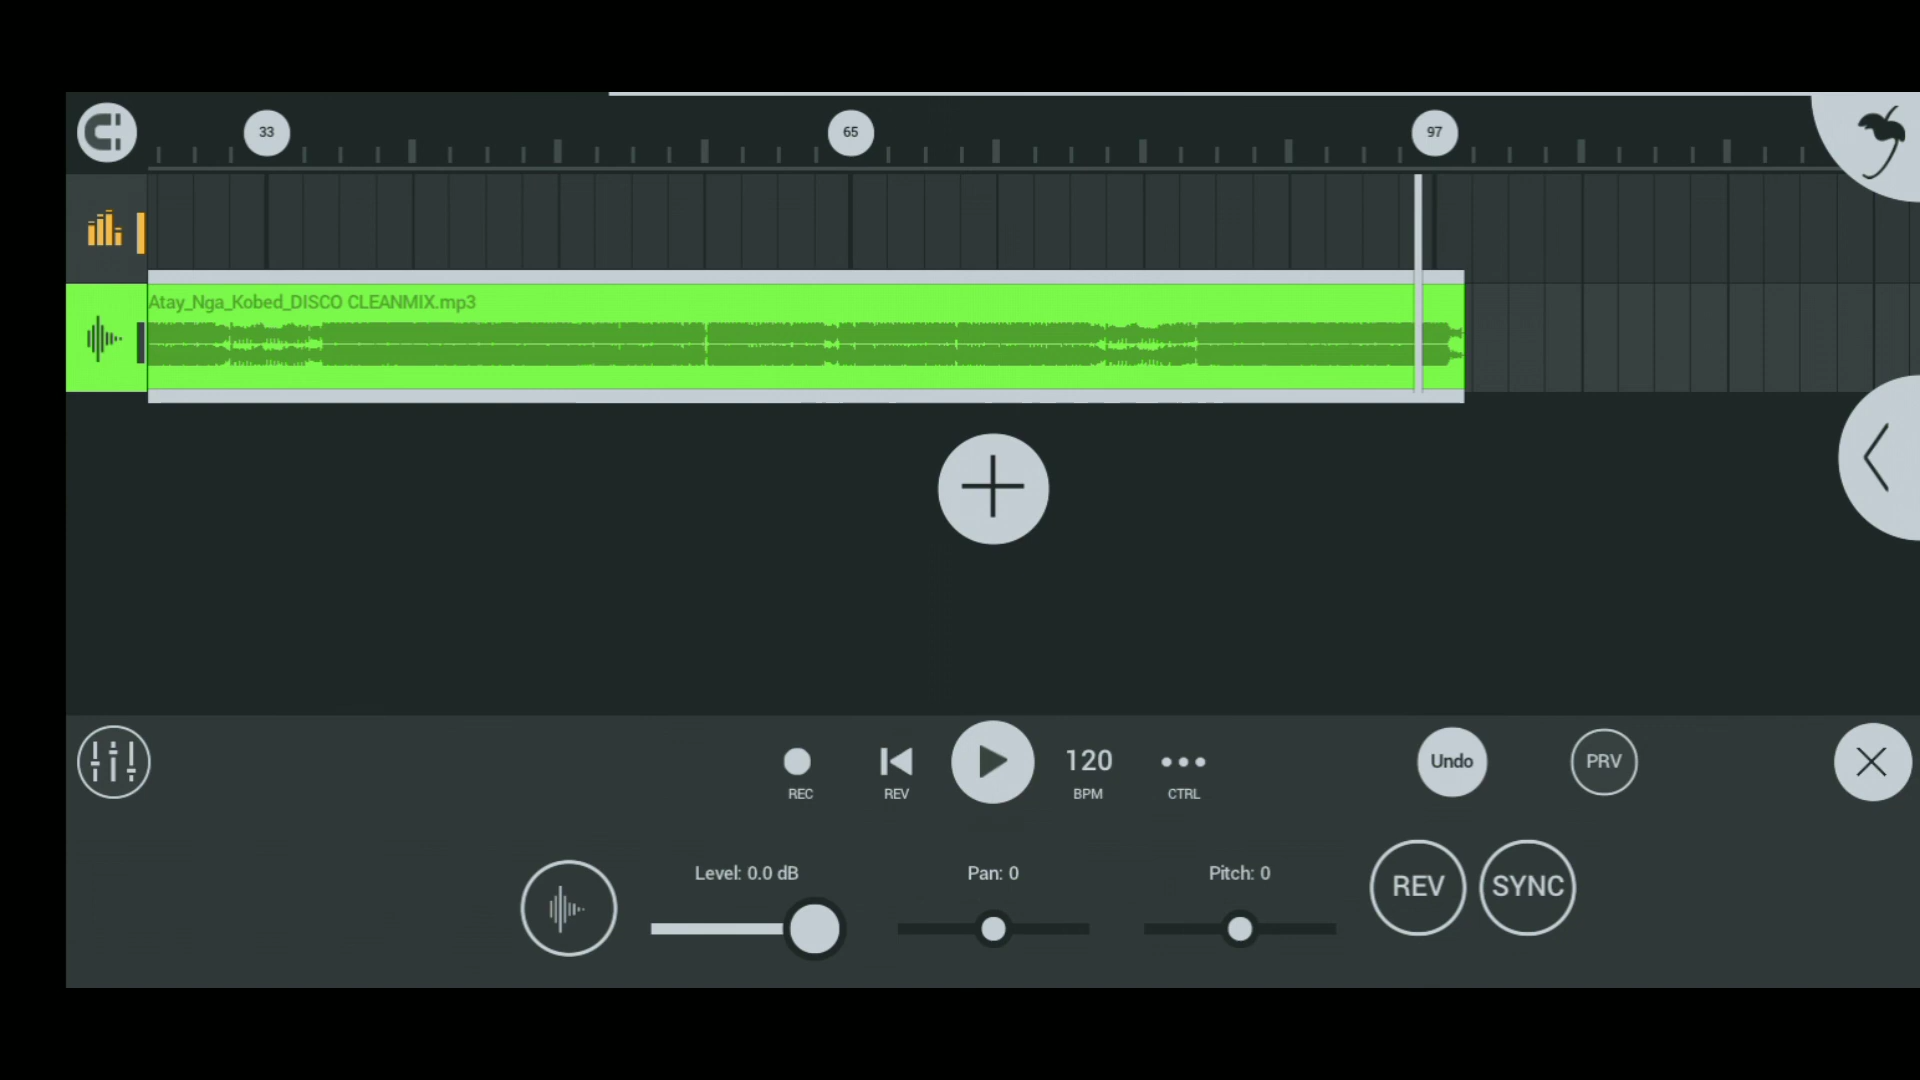 33 65 97
Atay_Nga_Kobed_DISCO CLEANMIX.mp3
120 Undo PRV
REC REV BPM CTRL
Level: 0.0 dB Pan: 0 Pitch: 0
REV SYNC